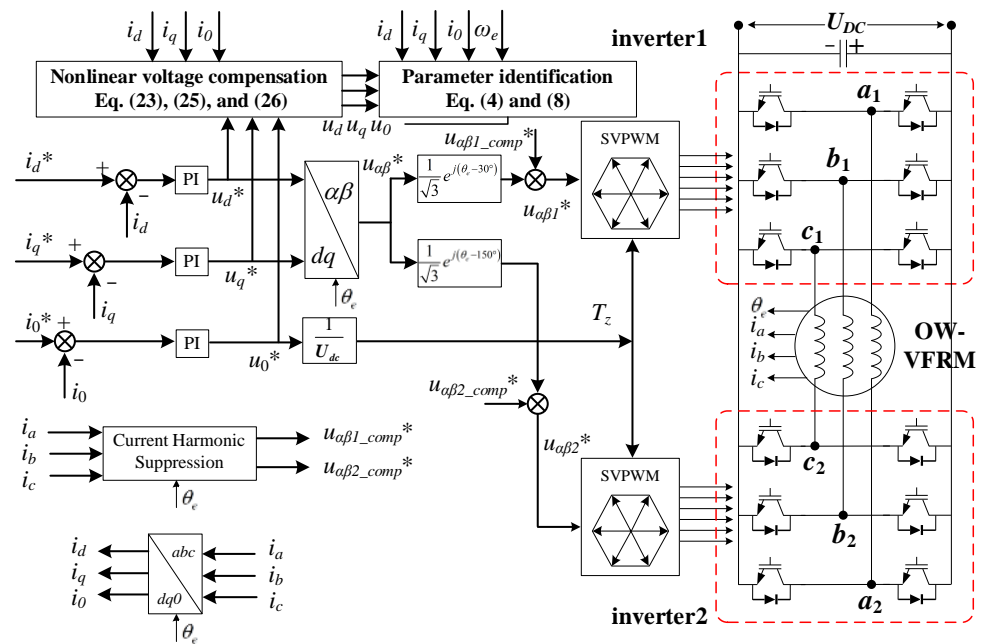 i_d i_q i_0
i_d i_q i_0 ω_e
inverter1
U_DC
− +
Nonlinear voltage compensation
Eq. (23), (25), and (26)
Parameter identification
Eq. (4) and (8)
u_d u_q u_0
u_αβ1_comp*
SVPWM
a_1
b_1
c_1
i_d*
+
−
i_d
PI
u_d*
αβ
dq
θ_e
u_αβ*
1/√3 e^j(θ_e−30°)
u_αβ1*
i_q*
+
−
i_q
PI
u_q*
1/√3 e^j(θ_e−150°)
i_0*
+
−
i_0
PI
u_0*
1/U_dc
T_z
θ_e
i_a
i_b
i_c
OW-
VFRM
u_αβ2_comp*
u_αβ2*
SVPWM
c_2
b_2
a_2
inverter2
i_a
i_b
i_c
Current Harmonic
Suppression
θ_e
u_αβ1_comp*
u_αβ2_comp*
i_d
i_q
i_0
abc
dq0
i_a
i_b
i_c
θ_e